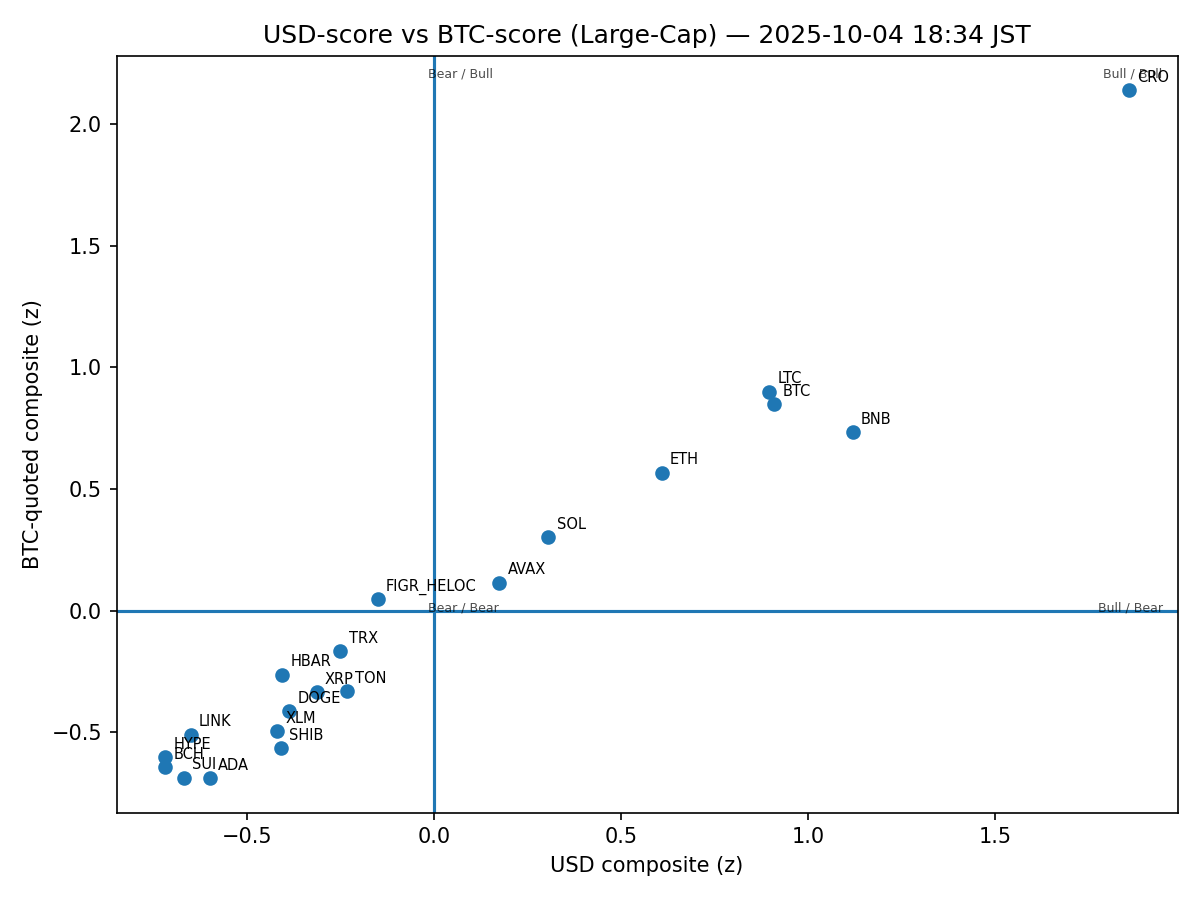 USD-score vs BTC-score (Large-Cap) — 2025-10-04 18:34 JST
Bear / Bull
Bull / Bull
CRO
2.0
1.5
1.0
LTC
BTC
BNB
ETH
0.5
SOL
AVAX
FIGR_HELOC
0.0
Bear / Bear
Bull / Bear
TRX
HBAR
XRP
TON
DOGE
XLM
LINK
SHIB
−0.5
HYPE
BCH
SUI
ADA
BTC-quoted composite (z)
−0.5
0.0
0.5
1.0
1.5
USD composite (z)